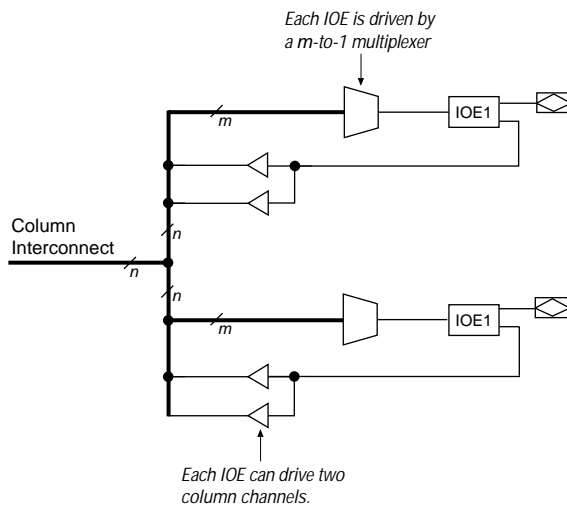 Each IOE is driven by
a m-to-1 multiplexer
m
IOE1
Column
Interconnect
n
n
n
m
IOE1
Each IOE can drive two
column channels.